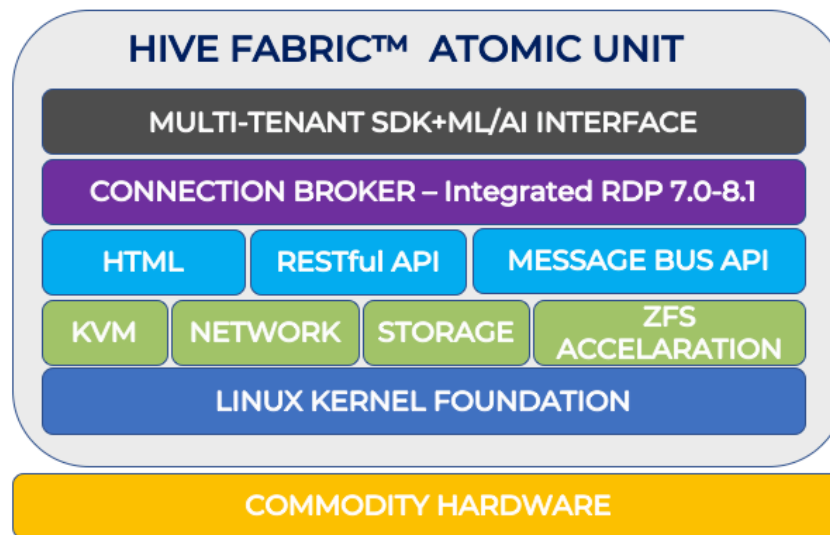 HIVE FABRIC™ ATOMIC UNIT
MULTI-TENANT SDK+ML/AI INTERFACE
CONNECTION BROKER – Integrated RDP 7.0-8.1
HTML
RESTful API
MESSAGE BUS API
KVM
NETWORK
STORAGE
ZFS
ACCELARATION
LINUX KERNEL FOUNDATION
COMMODITY HARDWARE